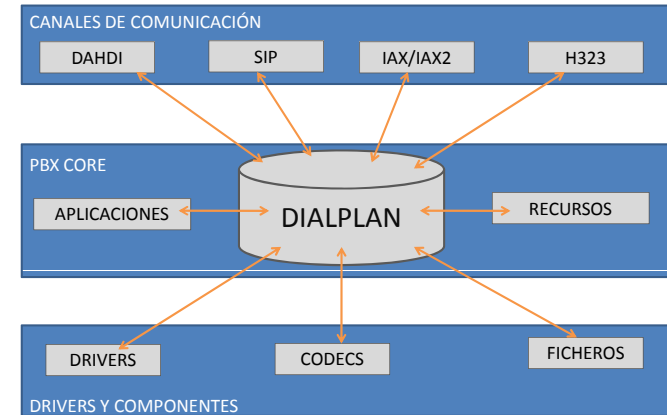 CANALES DE COMUNICACIÓN
DAHDI
SIP
IAX/IAX2
H323
PBX CORE
APLICACIONES
DIALPLAN
RECURSOS
DRIVERS
CODECS
FICHEROS
DRIVERS Y COMPONENTES